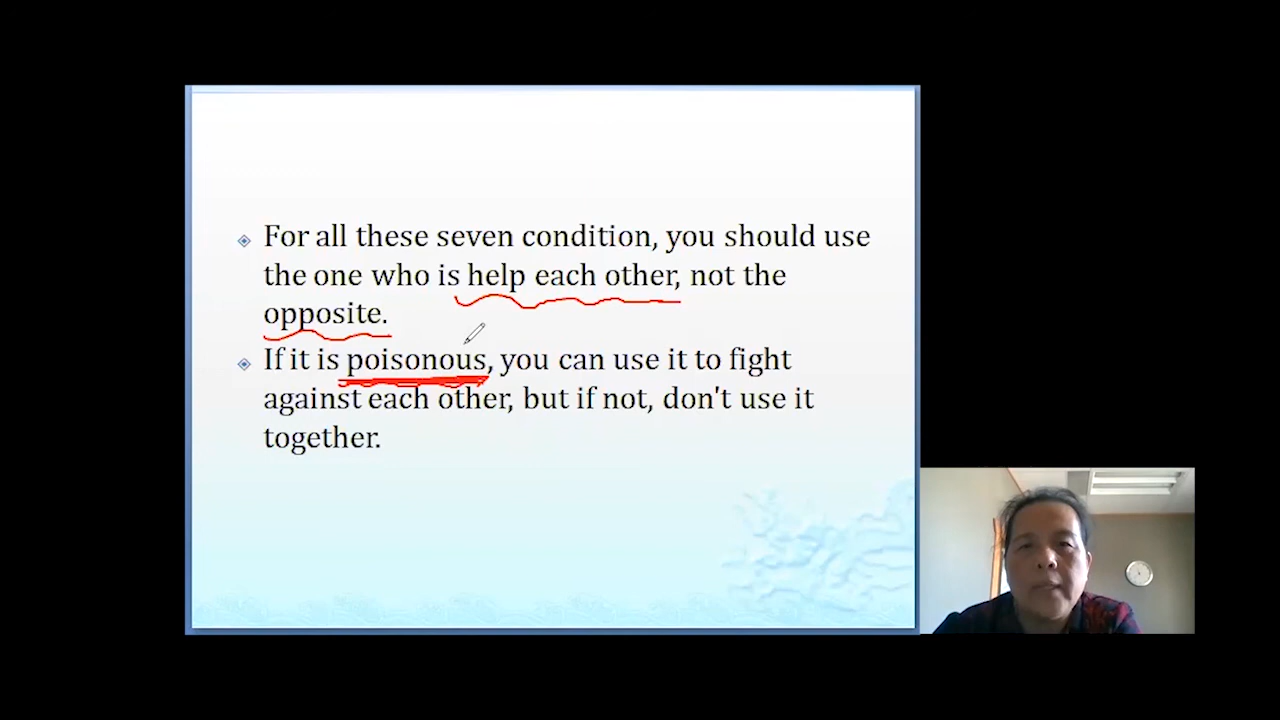 For all these seven condition, you should use
the one who is help each other, not the
opposite.
If it is poisonous, you can use it to fight
against each other, but if not, don't use it
together.